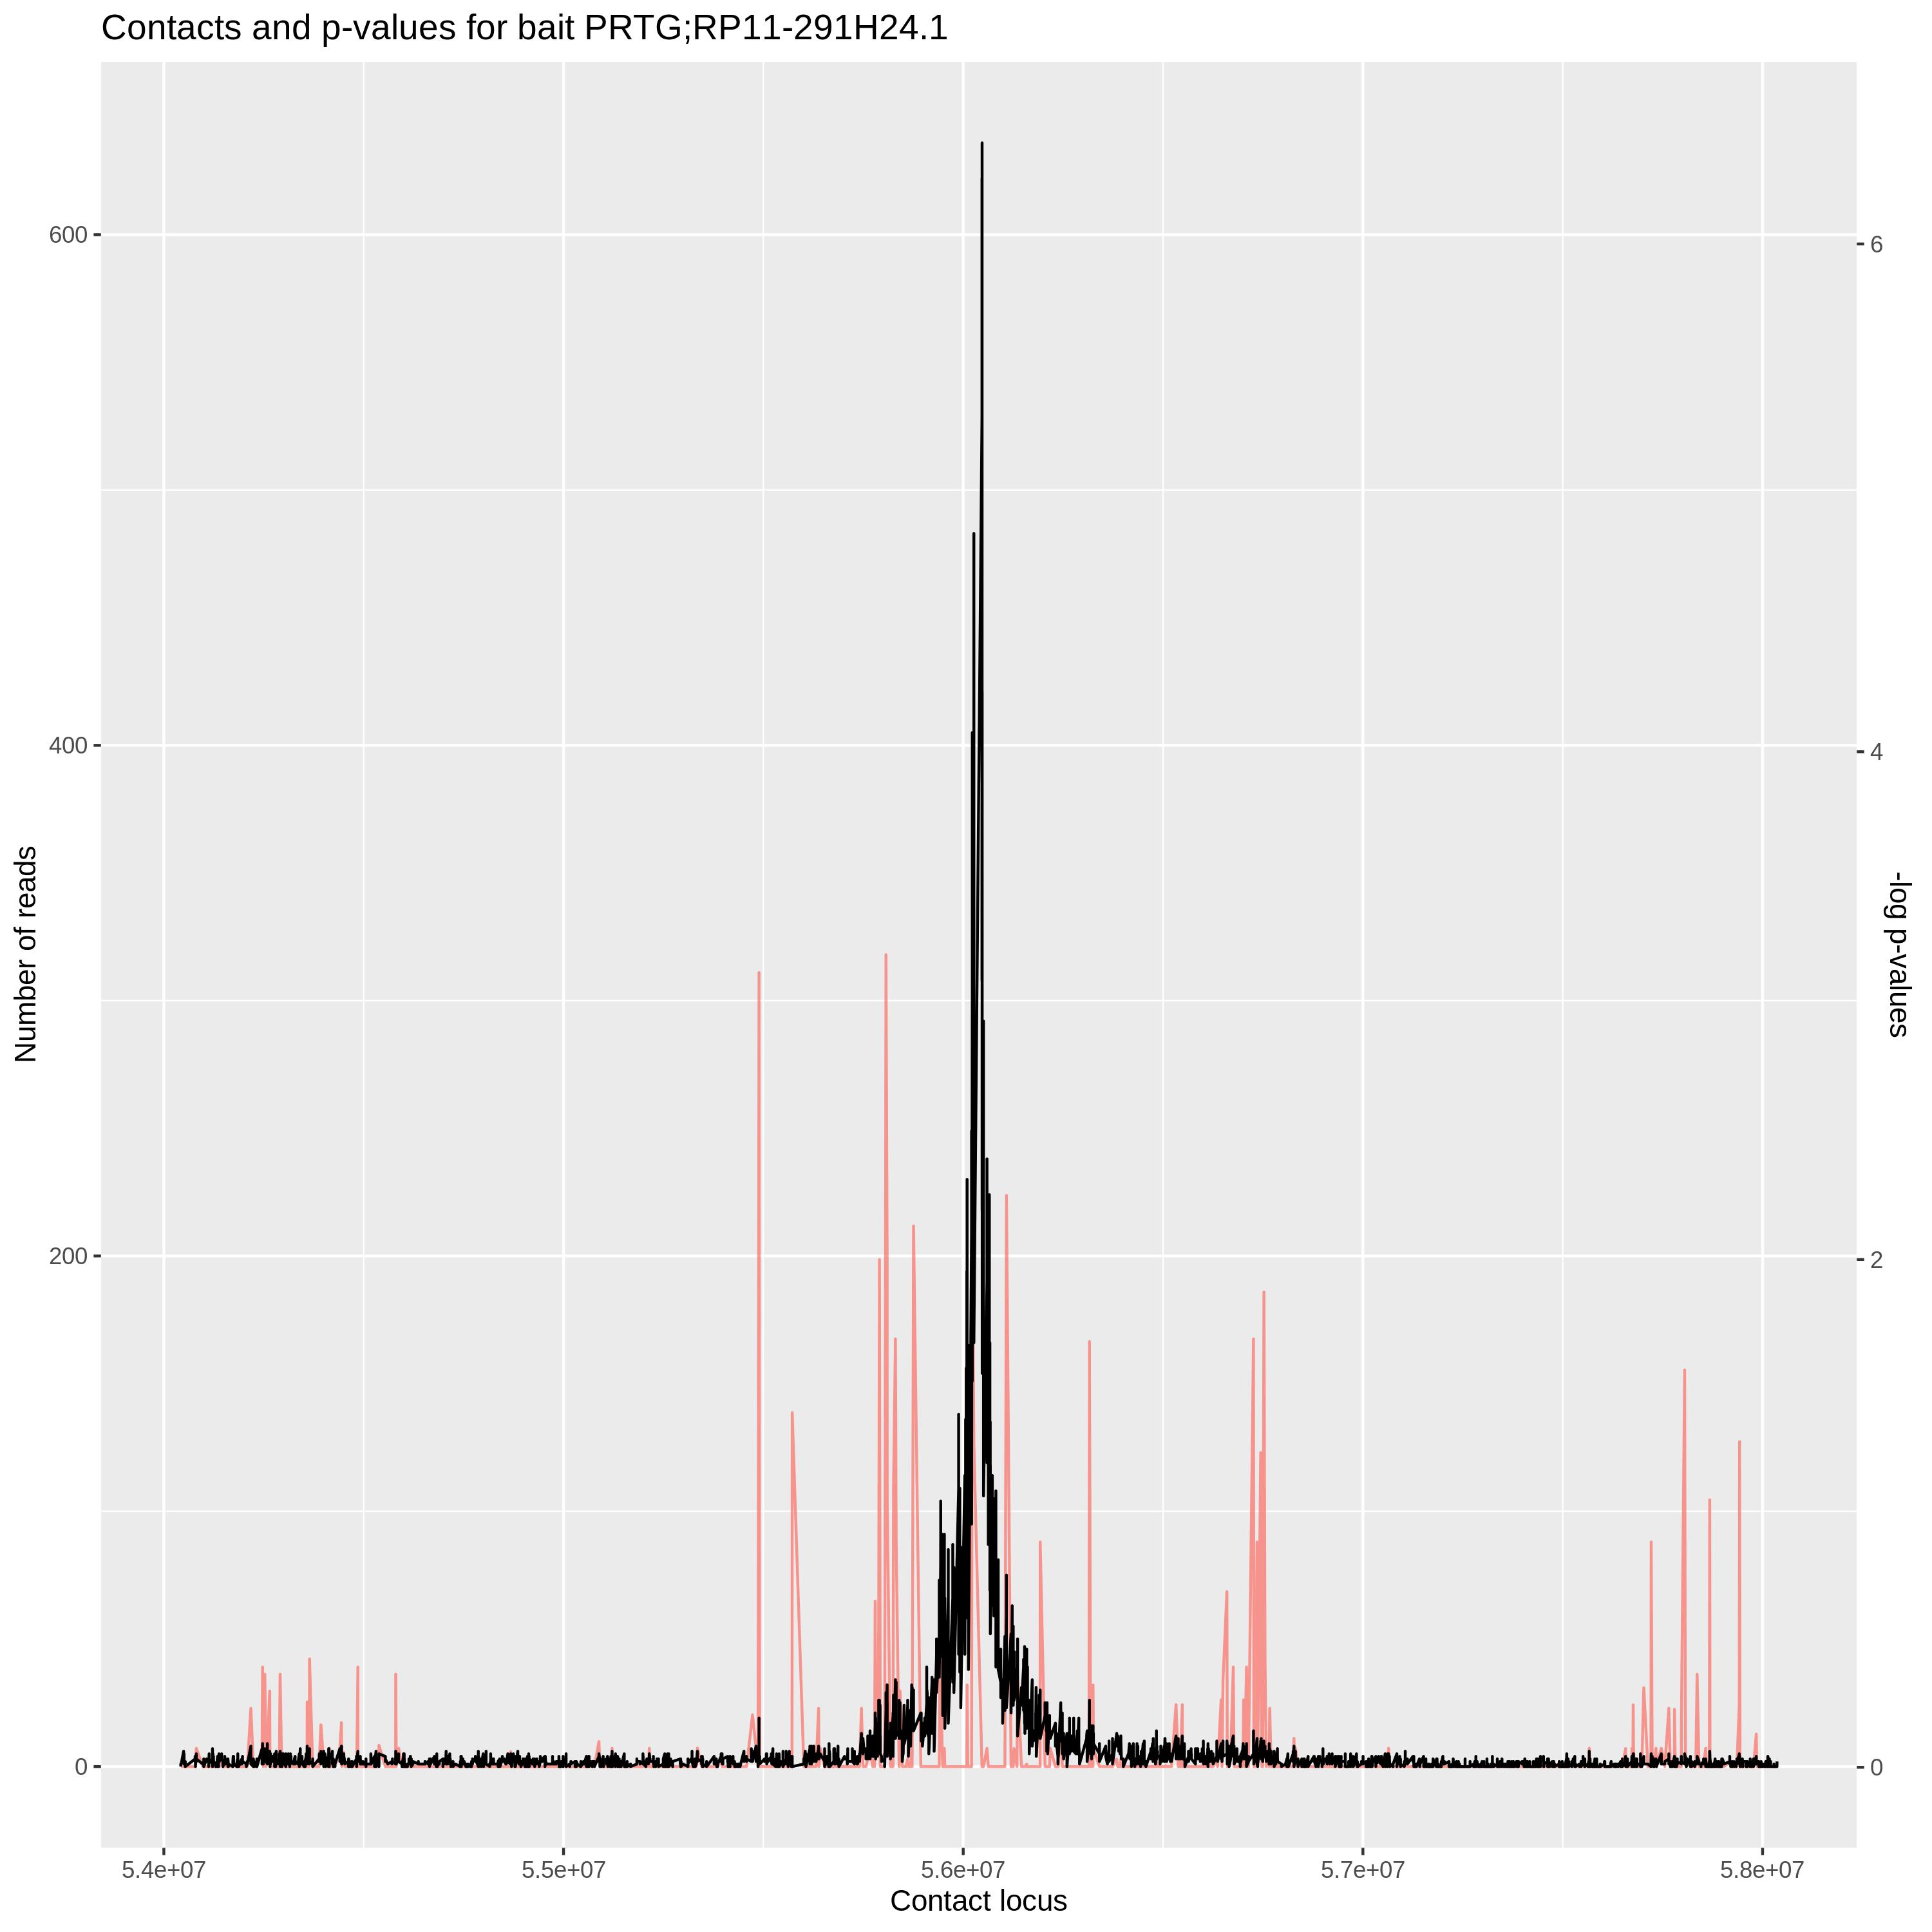 Contacts and p-values for bait PRTG;RP11-291H24.1
600
400
200
0
Number of reads
6
4
2
0
-log p-values
5.4e+07 5.5e+07 5.6e+07 5.7e+07 5.8e+07
Contact locus